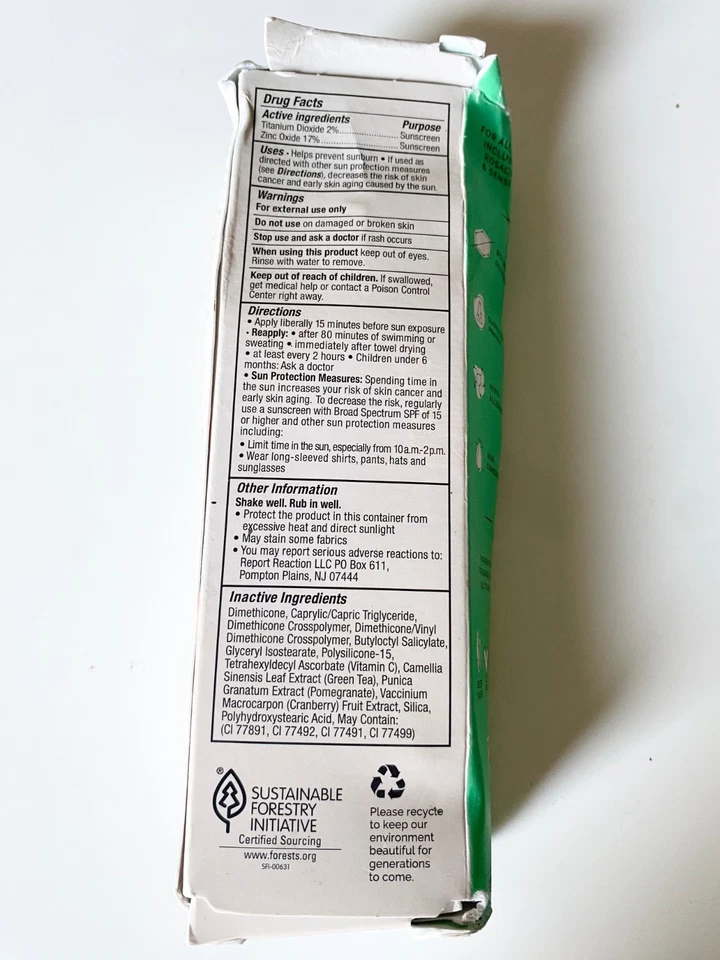 Drug Facts
Active ingredients Purpose
Titanium Dioxide 2%........................ Sunscreen
Zinc Oxide 17%........................ Sunscreen
Uses • Helps prevent sunburn • If used as
directed with other sun protection measures
(see Directions), decreases the risk of skin
cancer and early skin aging caused by the sun.
Warnings
For external use only
Do not use on damaged or broken skin
Stop use and ask a doctor if rash occurs
When using this product keep out of eyes.
Rinse with water to remove.
Keep out of reach of children. If swallowed,
get medical help or contact a Poison Control
Center right away.
Directions
• Apply liberally 15 minutes before sun exposure
• Reapply: • after 80 minutes of swimming or
sweating • immediately after towel drying
• at least every 2 hours • Children under 6
months: Ask a doctor
• Sun Protection Measures: Spending time in
the sun increases your risk of skin cancer and
early skin aging. To decrease the risk, regularly
use a sunscreen with Broad Spectrum SPF of 15
or higher and other sun protection measures
including:
• Limit time in the sun, especially from 10a.m.-2p.m.
• Wear long-sleeved shirts, pants, hats and
sunglasses
Other Information
Shake well. Rub in well.
• Protect the product in this container from
excessive heat and direct sunlight
• May stain some fabrics
• You may report serious adverse reactions to:
Report Reaction LLC PO Box 611,
Pompton Plains, NJ 07444
Inactive Ingredients
Dimethicone, Caprylic/Capric Triglyceride,
Dimethicone Crosspolymer, Dimethicone/Vinyl
Dimethicone Crosspolymer, Butyloctyl Salicylate,
Glyceryl Isostearate, Polysilicone-15,
Tetrahexyldecyl Ascorbate (Vitamin C), Camellia
Sinensis Leaf Extract (Green Tea), Punica
Granatum Extract (Pomegranate), Vaccinium
Macrocarpon (Cranberry) Fruit Extract, Silica,
Polyhydroxystearic Acid, May Contain:
(CI 77891, CI 77492, CI 77491, CI 77499)
®
SUSTAINABLE
FORESTRY
INITIATIVE
Certified Sourcing
www.forests.org
SFI-00631
Please recycle
to keep our
environment
beautiful for
generations
to come.
FOR